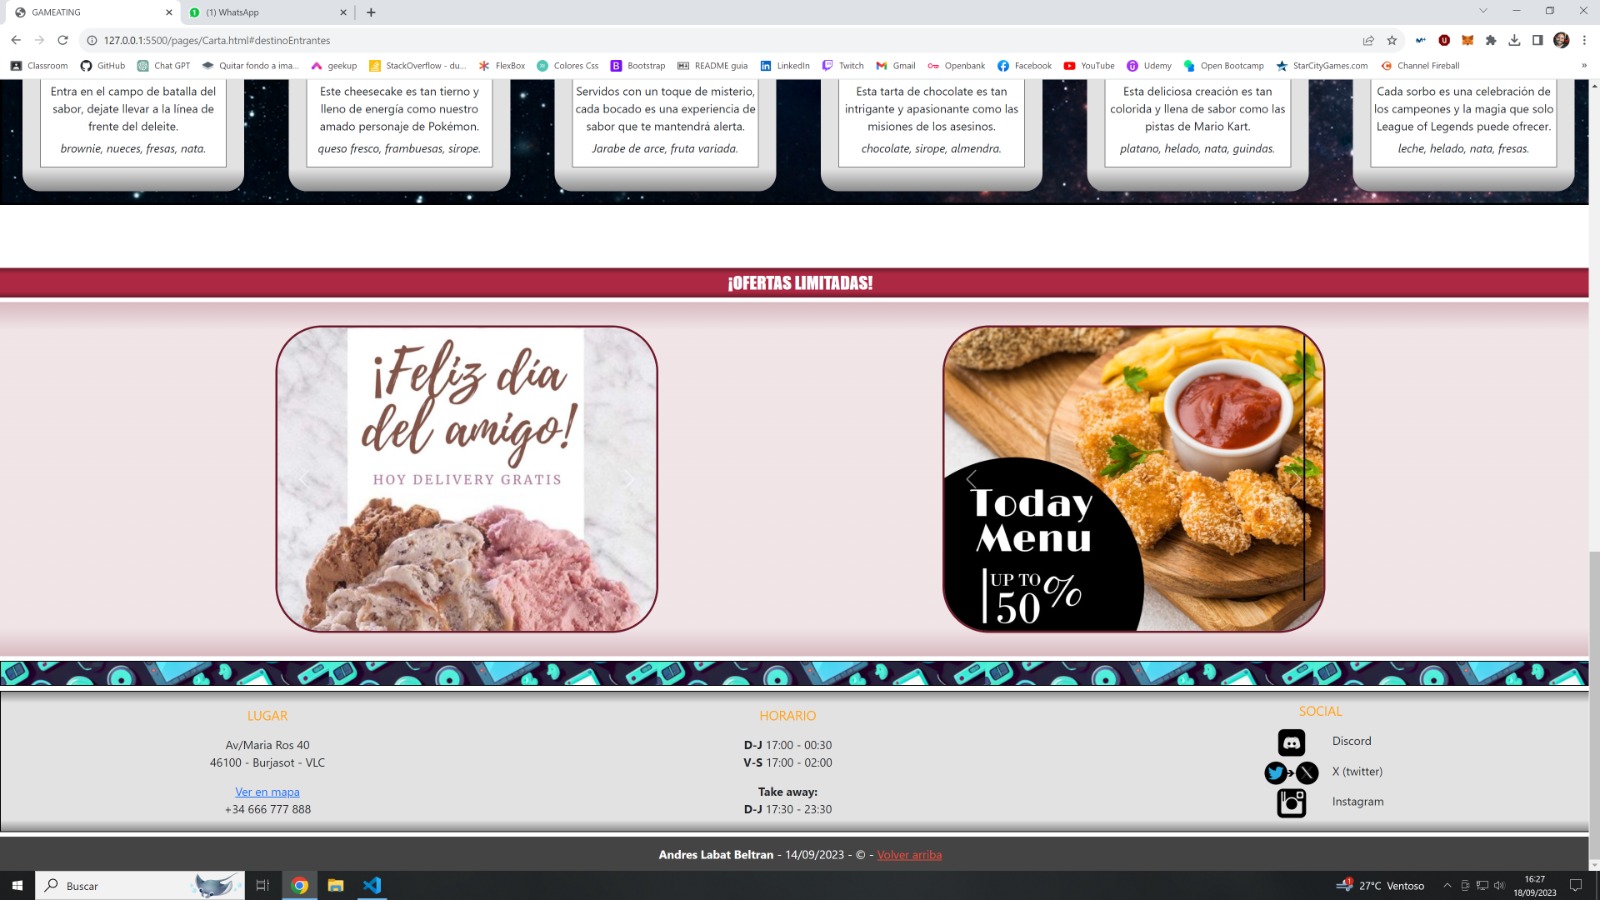 GAMEATING
(1) WhatsApp
127.0.0.1:5500/pages/Carta.html#destinoEntrantes
Classroom GitHub Chat GPT Quitar fondo a ima... geekup StackOverflow - du... FlexBox Colores Css Bootstrap README guia LinkedIn Twitch Gmail Openbank Facebook YouTube Udemy Open Bootcamp StarCityGames.com Channel Fireball »
Entra en el campo de batalla del
sabor, dejate llevar a la línea de
frente del deleite.
brownie, nueces, fresas, nata.
Este cheesecake es tan tierno y
lleno de energía como nuestro
amado personaje de Pokémon.
queso fresco, frambuesas, sirope.
Servidos con un toque de misterio,
cada bocado es una experiencia de
sabor que te mantendrá alerta.
Jarabe de arce, fruta variada.
Esta tarta de chocolate es tan
intrigante y apasionante como las
misiones de los asesinos.
chocolate, sirope, almendra.
Esta deliciosa creación es tan
colorida y llena de sabor como las
pistas de Mario Kart.
platano, helado, nata, guindas.
Cada sorbo es una celebración de
los campeones y la magia que solo
League of Legends puede ofrecer.
leche, helado, nata, fresas.
¡OFERTAS LIMITADAS!
¡Feliz día
del amigo!
HOY DELIVERY GRATIS
Today
Menu
UP TO
50%
LUGAR
Av/Maria Ros 40
46100 - Burjasot - VLC
Ver en mapa
+34 666 777 888
HORARIO
D-J 17:00 - 00:30
V-S 17:00 - 02:00
Take away:
D-J 17:30 - 23:30
SOCIAL
Discord
X (twitter)
Instagram
Andres Labat Beltran - 14/09/2023 - © - Volver arriba
Buscar
27°C Ventoso
16:27
18/09/2023